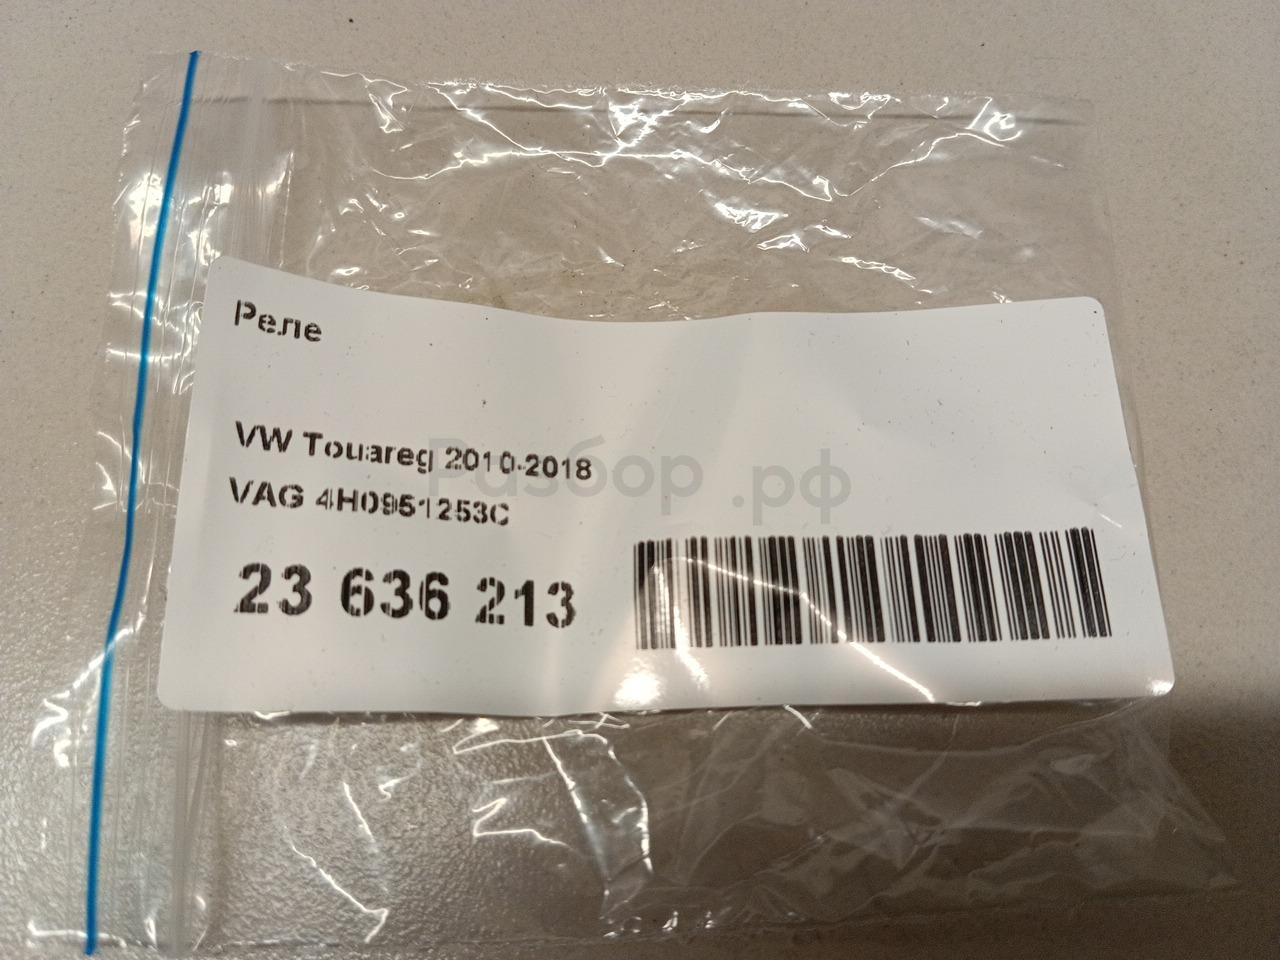 Реле
VW Touareg 2010-2018
VAG 4H0951253C
23 636 213
Разбор.рф